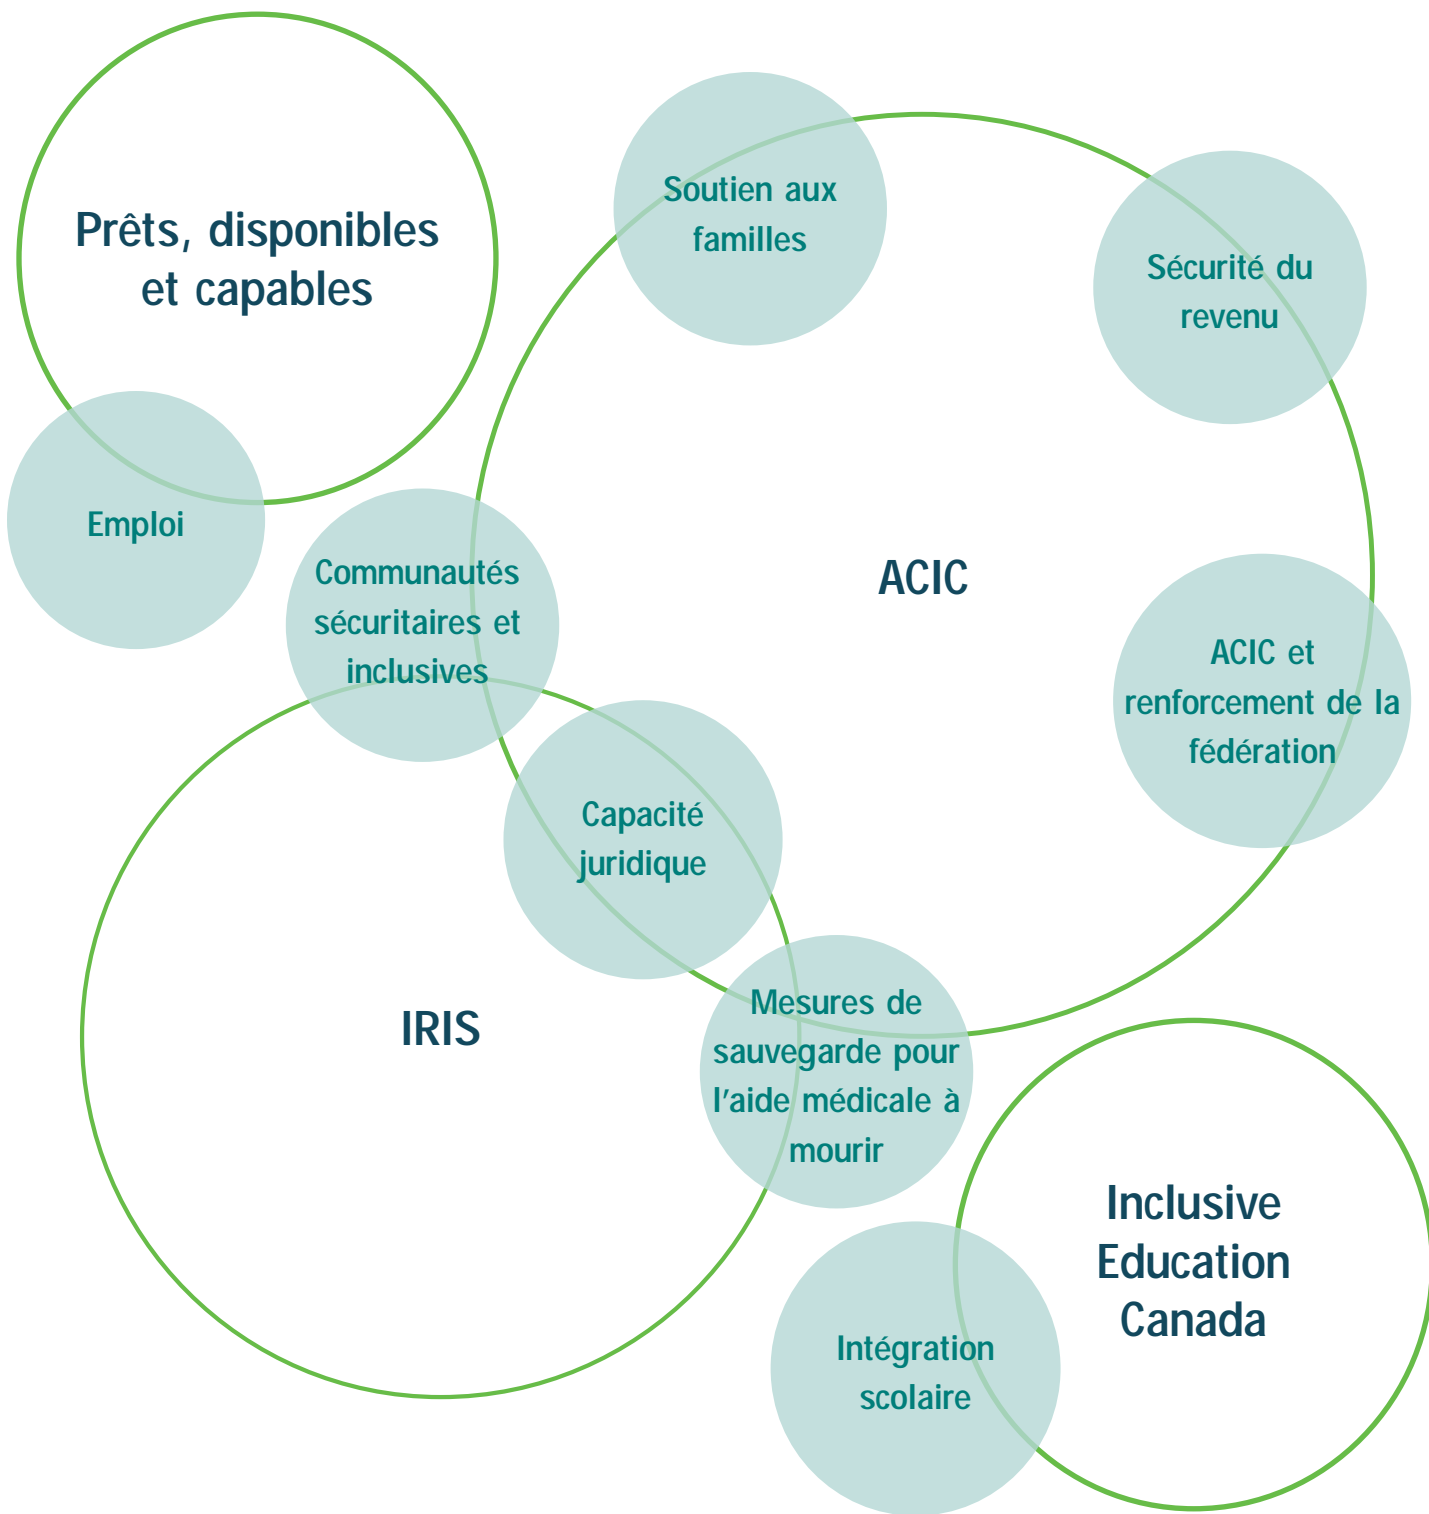 Prêts, disponibles
et capables
Soutien aux
familles
Sécurité du
revenu
Emploi
Communautés
sécuritaires et
inclusives
ACIC
ACIC et
renforcement de la
fédération
Capacité
juridique
IRIS
Mesures de
sauvegarde pour
l'aide médicale à
mourir
Inclusive
Education
Canada
Intégration
scolaire